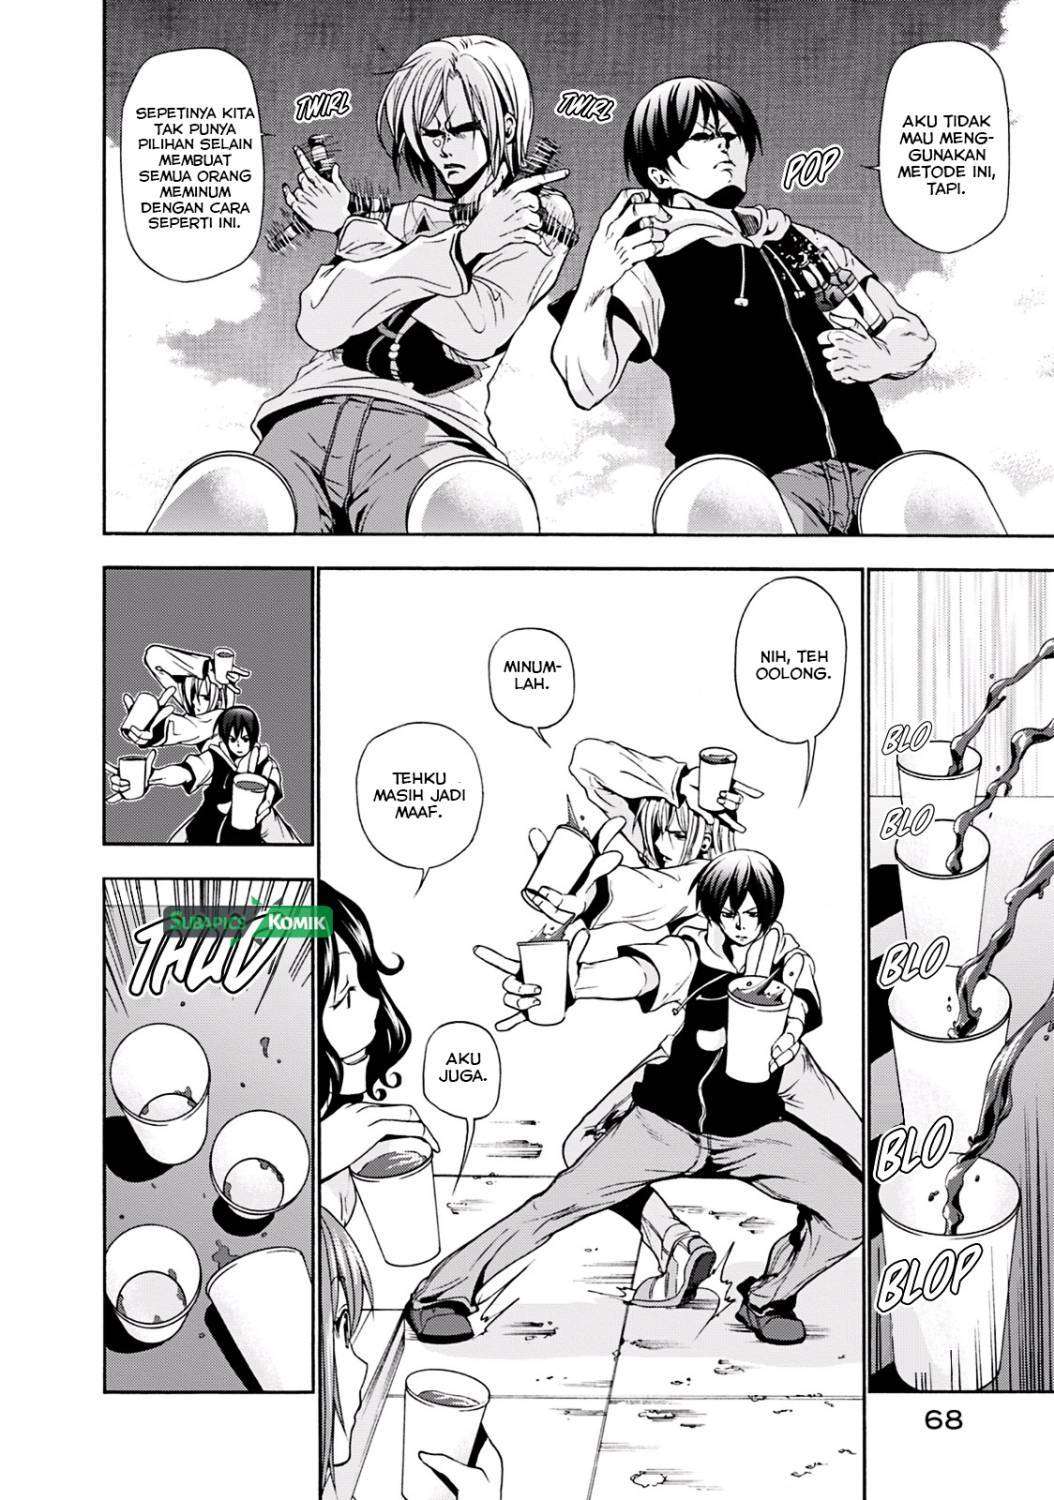 AKU TIDAK
MAU MENG-
GUNAKAN
METODE INI,
TAPI.
POP
TWIRL
TWIRL
SEPETINYA KITA
TAK PUNYA
PILIHAN SELAIN
MEMBUAT
SEMUA ORANG
MEMINUM
DENGAN CARA
SEPERTI INI.
BLO
BLO
BLO
BLO
BLOP
NIH, TEH
OOLONG.
MINUM-
LAH.
TEHKU
MASIH JADI
MAAF.
AKU
JUGA.
THUD
SUBAPICS KOMIK
68